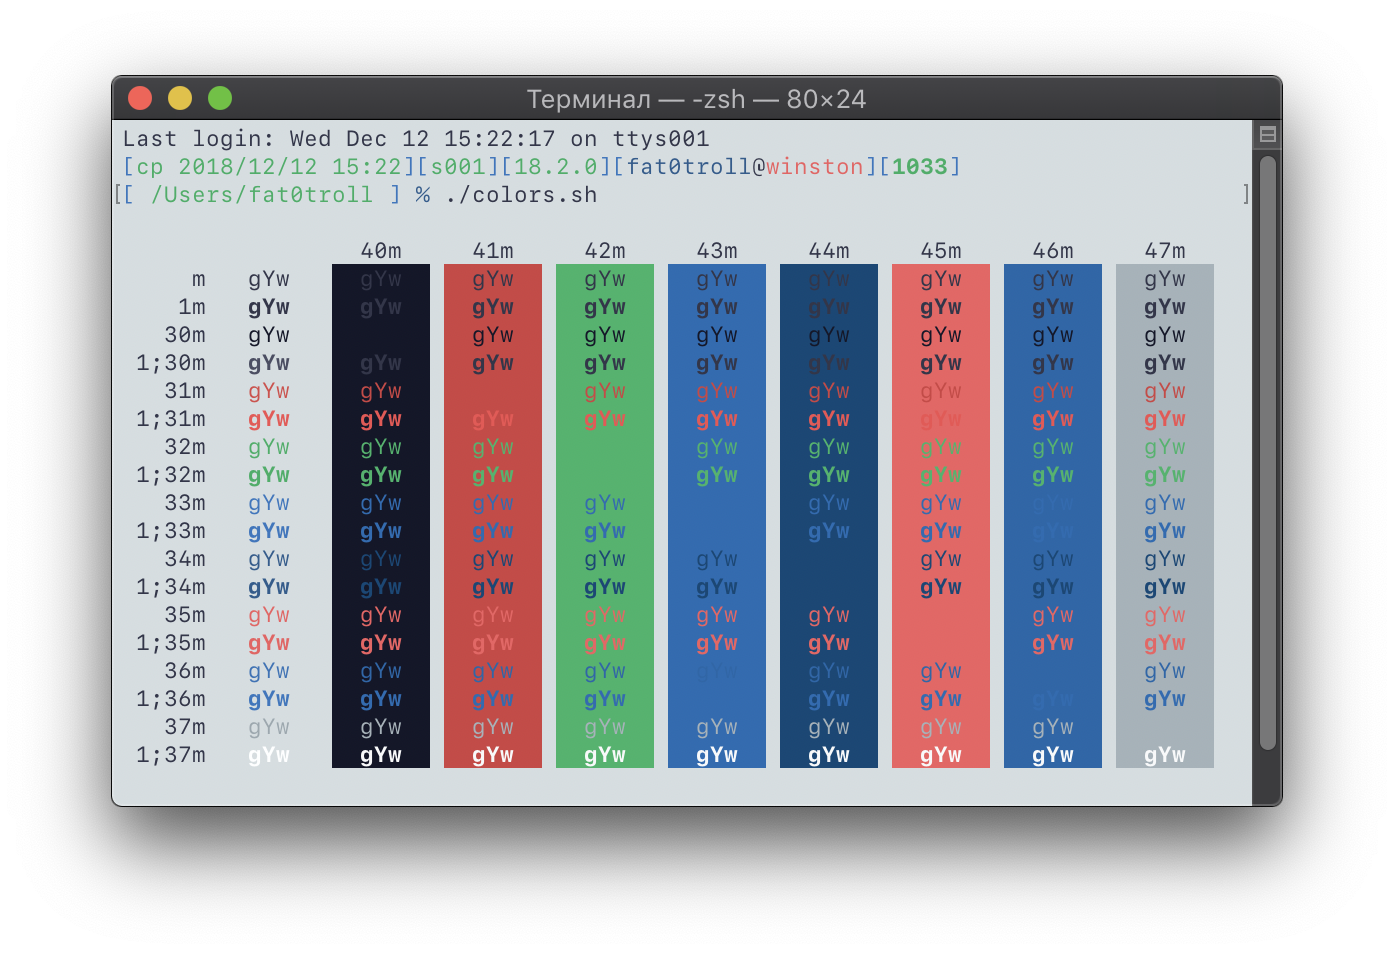 Терминал — -zsh — 80×24
Last login: Wed Dec 12 15:22:17 on ttys001
[cp 2018/12/12 15:22][s001][18.2.0][fat0troll@winston][1033]
[[ /Users/fat0troll ] % ./colors.sh ]
40m 41m 42m 43m 44m 45m 46m 47m
m gYw gYw gYw gYw gYw gYw gYw gYw gYw
1m gYw gYw gYw gYw gYw gYw gYw gYw gYw
30m gYw gYw gYw gYw gYw gYw gYw gYw
1;30m gYw gYw gYw gYw gYw gYw gYw gYw gYw
31m gYw gYw gYw gYw gYw gYw gYw gYw
1;31m gYw gYw gYw gYw gYw gYw gYw gYw gYw
32m gYw gYw gYw gYw gYw gYw gYw gYw
1;32m gYw gYw gYw gYw gYw gYw gYw gYw
33m gYw gYw gYw gYw gYw gYw gYw gYw
1;33m gYw gYw gYw gYw gYw gYw gYw gYw
34m gYw gYw gYw gYw gYw gYw gYw gYw
1;34m gYw gYw gYw gYw gYw gYw gYw gYw
35m gYw gYw gYw gYw gYw gYw gYw gYw
1;35m gYw gYw gYw gYw gYw gYw gYw gYw
36m gYw gYw gYw gYw gYw gYw gYw gYw
1;36m gYw gYw gYw gYw gYw gYw gYw gYw
37m gYw gYw gYw gYw gYw gYw gYw gYw
1;37m gYw gYw gYw gYw gYw gYw gYw gYw gYw